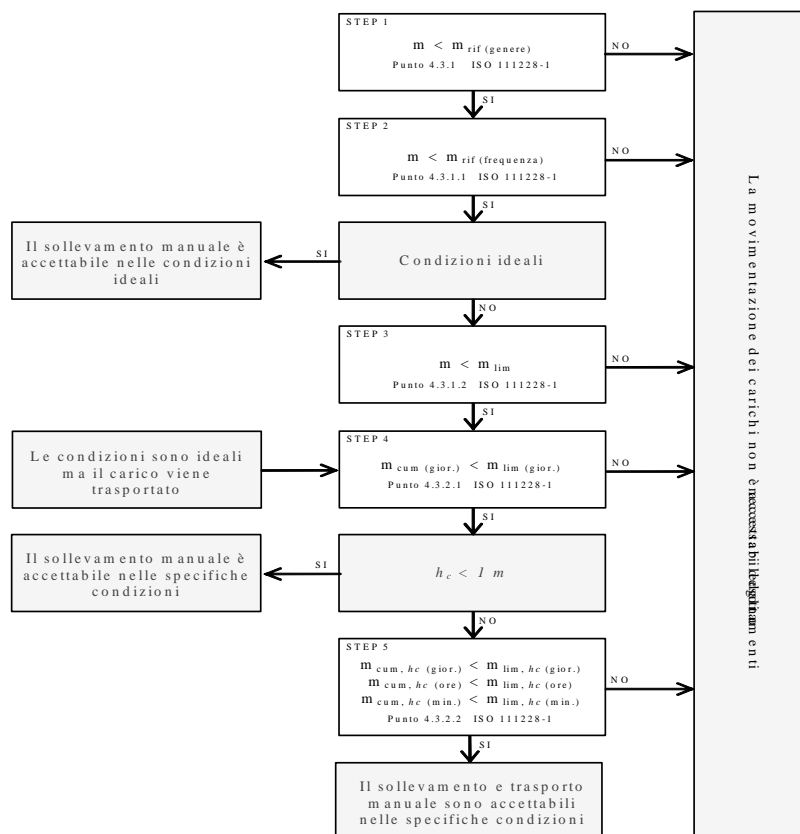 STEP 1
m < m rif (genere)
Punto 4.3.1 ISO 111228-1
NO
SI
STEP 2
m < m rif (frequenza)
Punto 4.3.1.1 ISO 111228-1
NO
SI
Il sollevamento manuale è
accettabile nelle condizioni
ideali
SI
Condizioni ideali
NO
STEP 3
m < m lim
Punto 4.3.1.2 ISO 111228-1
NO
SI
Le condizioni sono ideali
ma il carico viene
trasportato
STEP 4
m cum (gior.) < m lim (gior.)
Punto 4.3.2.1 ISO 111228-1
NO
SI
Il sollevamento manuale è
accettabile nelle specifiche
condizioni
SI
hc < 1 m
NO
STEP 5
m cum, hc (gior.) < m lim, hc (gior.)
m cum, hc (ore) < m lim, hc (ore)
m cum, hc (min.) < m lim, hc (min.)
Punto 4.3.2.2 ISO 111228-1
NO
SI
Il sollevamento e trasporto
manuale sono accettabili
nelle specifiche condizioni
La movimentazione dei carichi non è